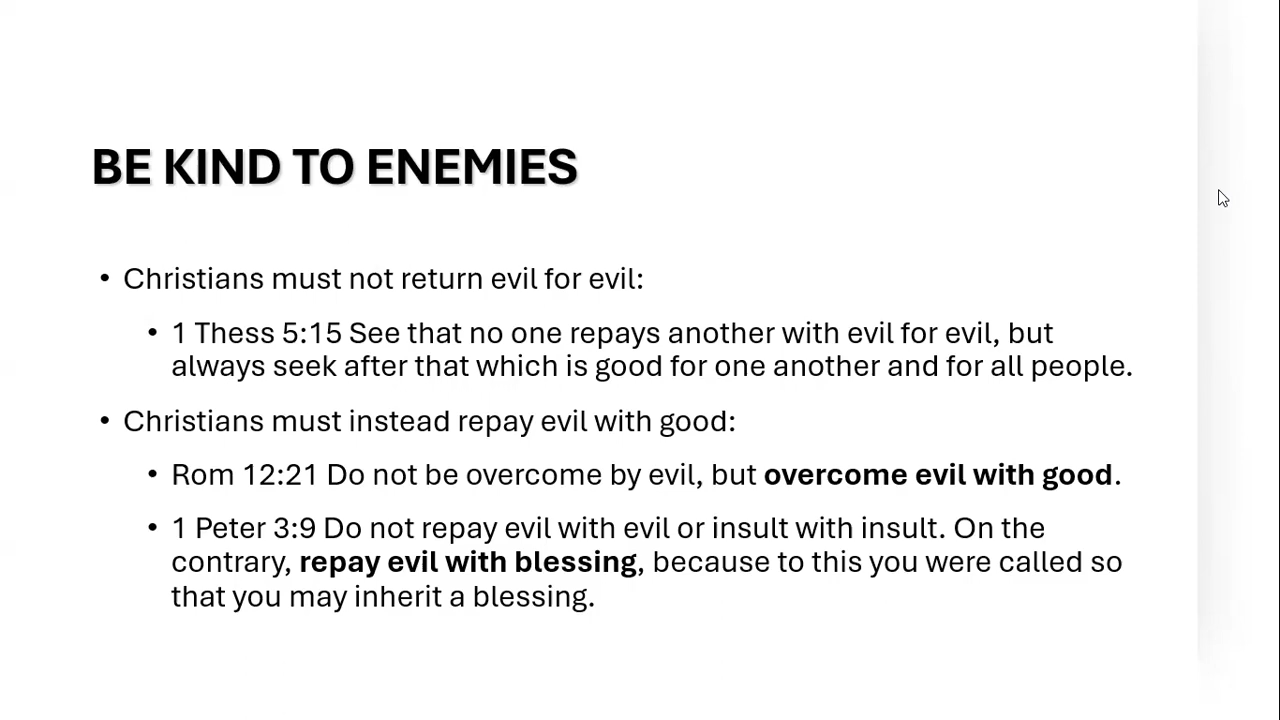 BE KIND TO ENEMIES
• Christians must not return evil for evil:
• 1 Thess 5:15 See that no one repays another with evil for evil, but
always seek after that which is good for one another and for all people.
• Christians must instead repay evil with good:
• Rom 12:21 Do not be overcome by evil, but overcome evil with good.
• 1 Peter 3:9 Do not repay evil with evil or insult with insult. On the
contrary, repay evil with blessing, because to this you were called so
that you may inherit a blessing.